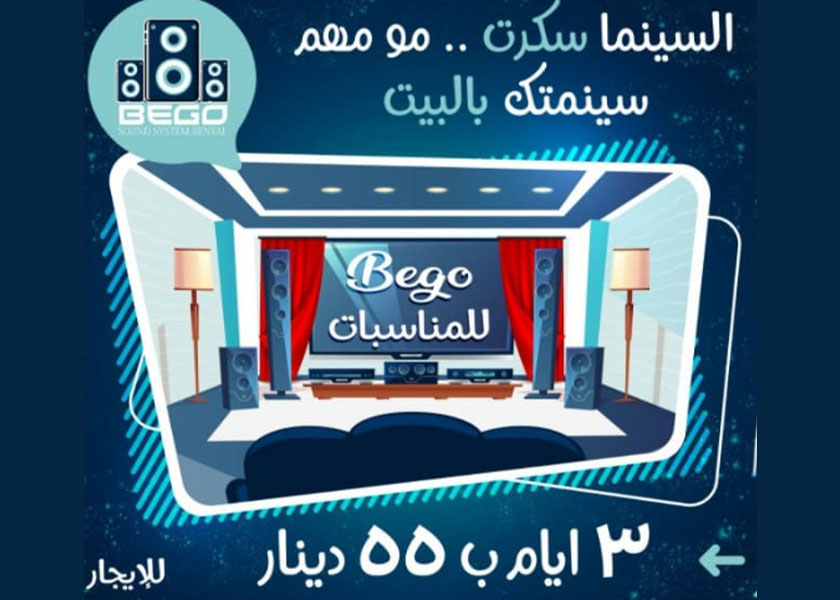 السينما سكرت .. مو مهم
سينمتك بالبيت
BEGO
SOUND SYSTEM RENTAL
Bego
للمناسبات
٣ ايام ب ٥٥ دينار
للإيجار